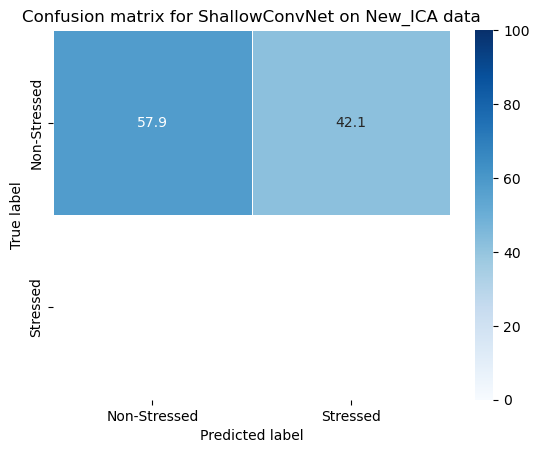 Confusion matrix for ShallowConvNet on New_ICA data
True label
Non-Stressed
57.9
42.1
Stressed
Non-Stressed
Stressed
Predicted label
100
80
60
40
20
0